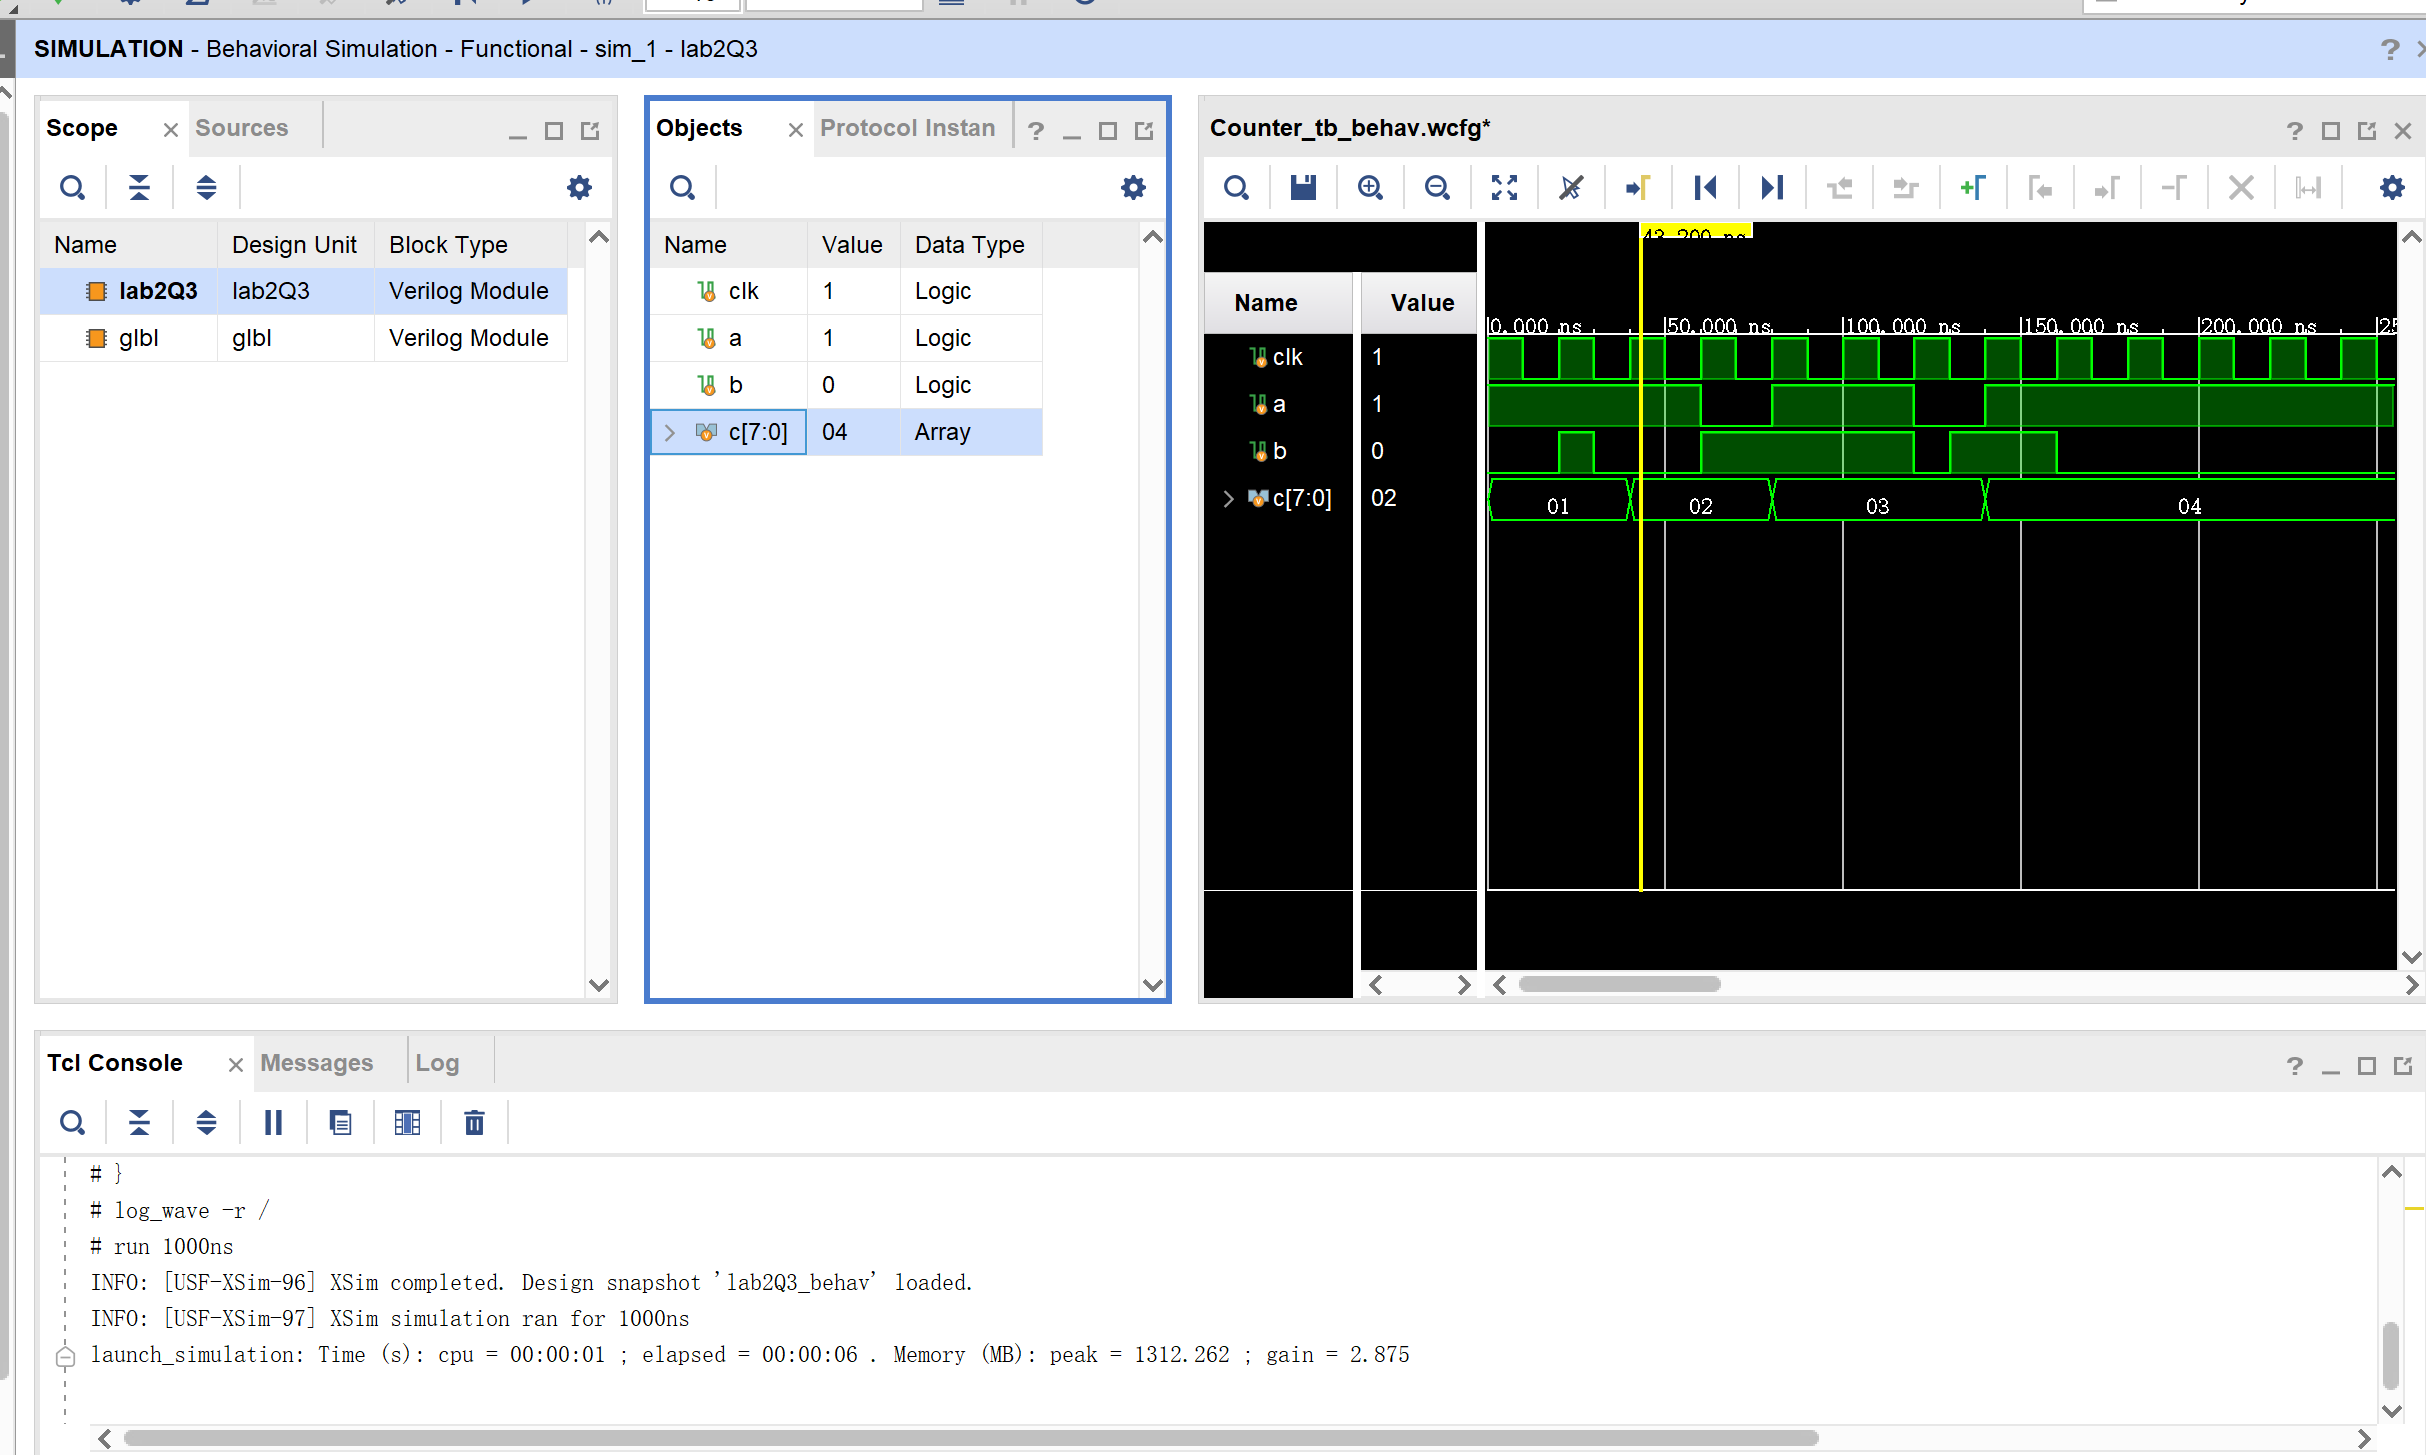 SIMULATION - Behavioral Simulation - Functional - sim_1 - lab2Q3
Scope
Sources
Name Design Unit Block Type
lab2Q3 lab2Q3 Verilog Module
glbl glbl Verilog Module
Objects
Protocol Instan
Name Value Data Type
clk 1 Logic
a 1 Logic
b 0 Logic
c[7:0] 04 Array
Counter_tb_behav.wcfg*
43.200 ns
Name Value
0.000 ns 50.000 ns 100.000 ns 150.000 ns 200.000 ns
clk 1
a 1
b 0
c[7:0] 02 01 02 03 04
Tcl Console
Messages
Log
# }
# log_wave -r /
# run 1000ns
INFO: [USF-XSim-96] XSim completed. Design snapshot 'lab2Q3_behav' loaded.
INFO: [USF-XSim-97] XSim simulation ran for 1000ns
launch_simulation: Time (s): cpu = 00:00:01 ; elapsed = 00:00:06 . Memory (MB): peak = 1312.262 ; gain = 2.875